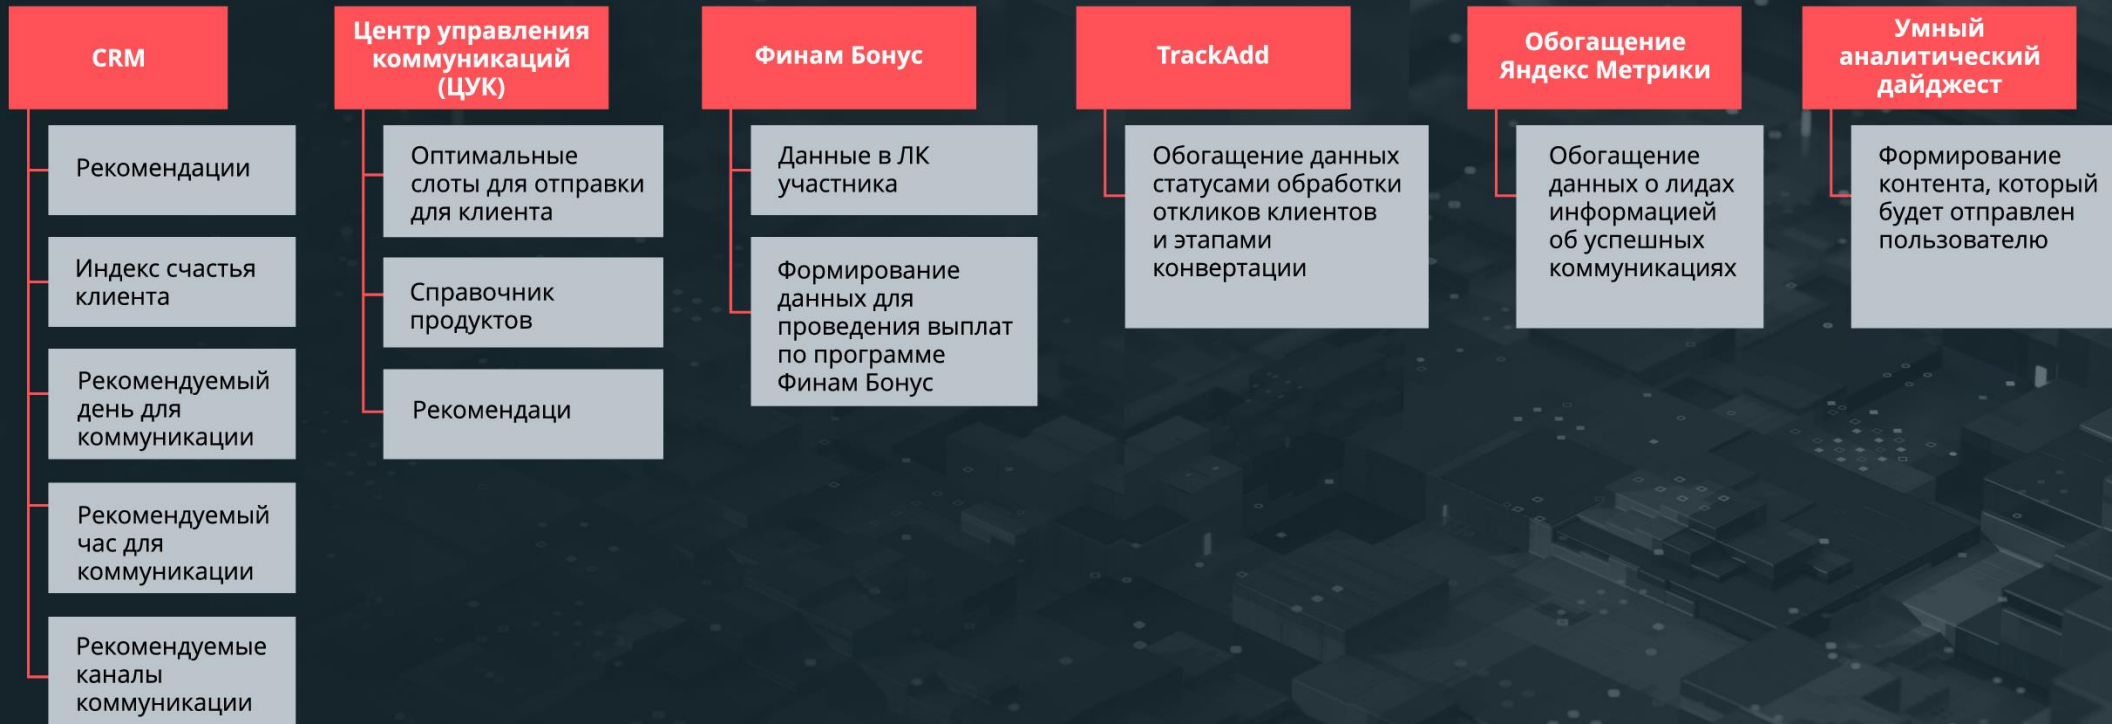 CRM
Рекомендации
Индекс счастья
клиента
Рекомендуемый
день для
коммуникации
Рекомендуемый
час для
коммуникации
Рекомендуемые
каналы
коммуникации
Центр управления
коммуникаций
(ЦУК)
Оптимальные
слоты для отправки
для клиента
Справочник
продуктов
Рекомендаци
Финам Бонус
Данные в ЛК
участника
Формирование
данных для
проведения выплат
по программе
Финам Бонус
TrackAdd
Обогащение данных
статусами обработки
откликов клиентов
и этапами
конвертации
Обогащение
Яндекс Метрики
Обогащение
данных о лидах
информацией
об успешных
коммуникациях
Умный
аналитический
дайджест
Формирование
контента, который
будет отправлен
пользователю